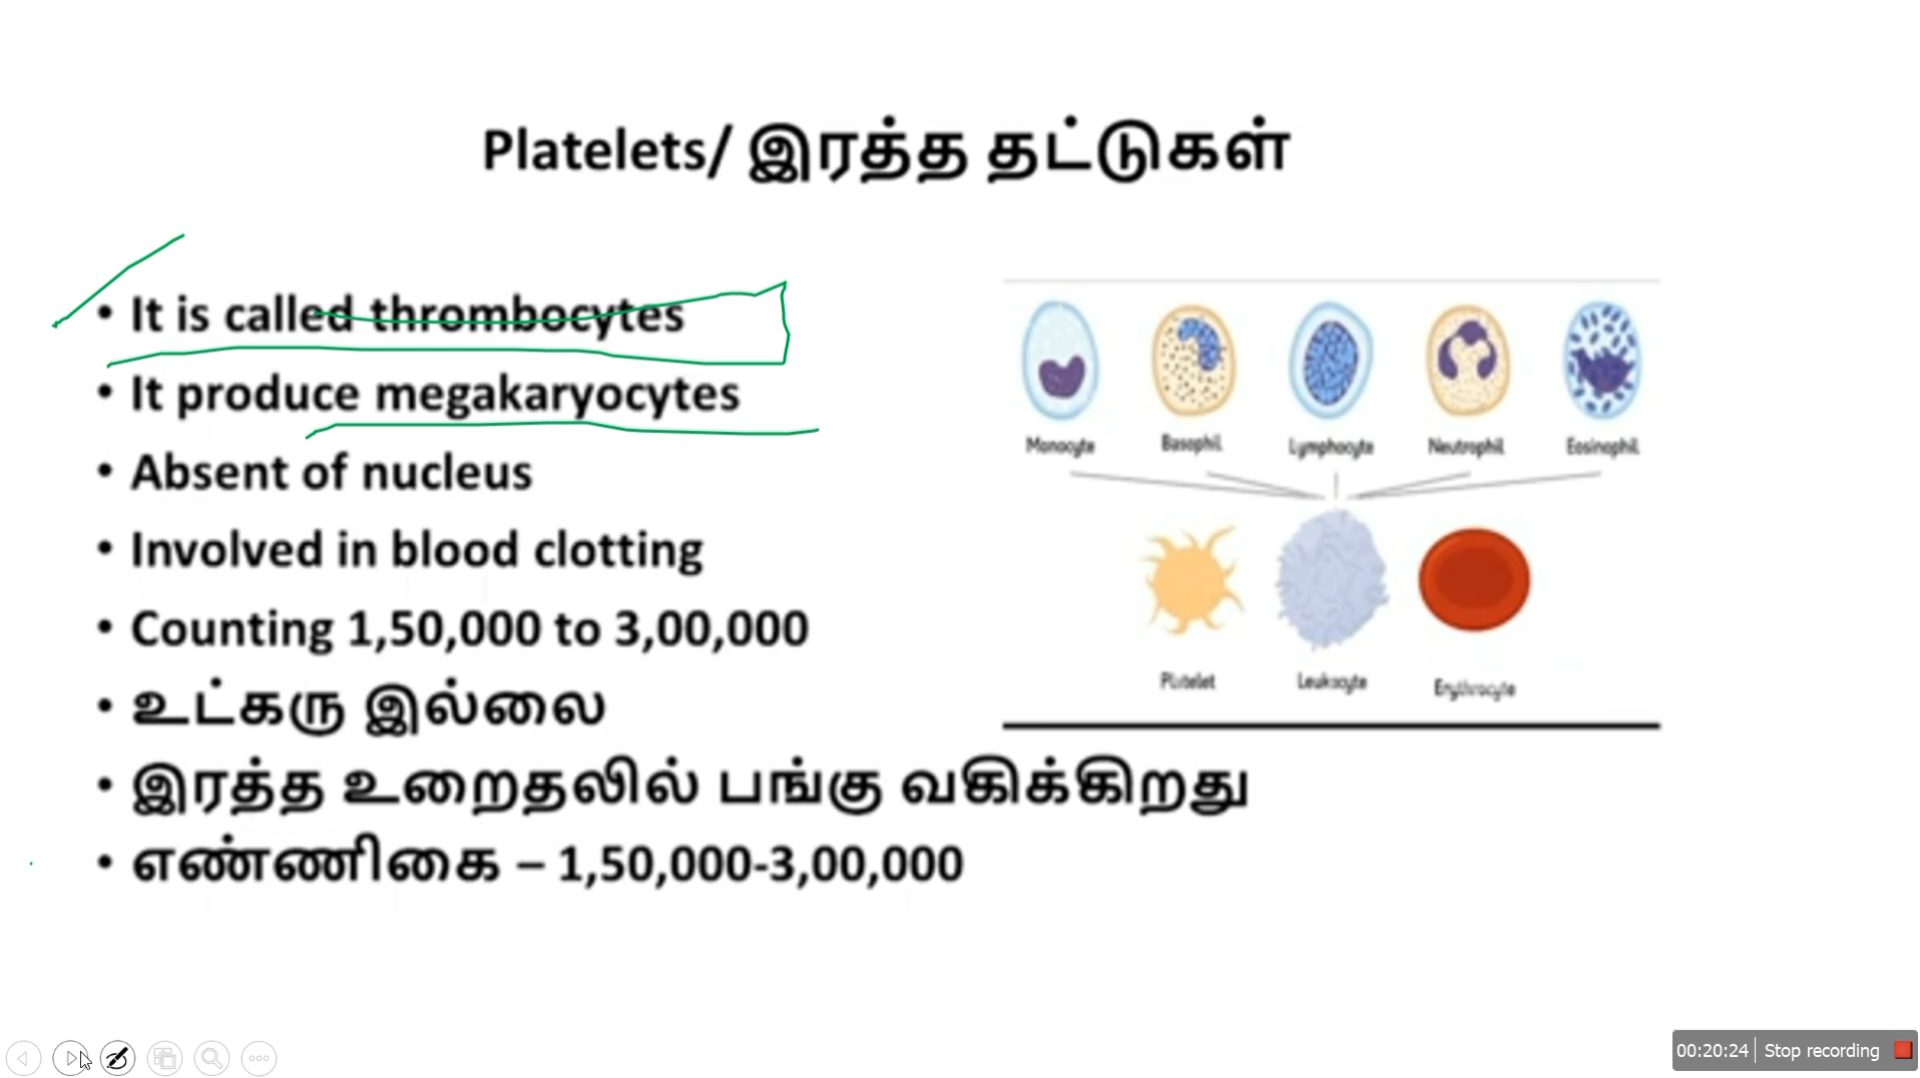 Platelets/ இரத்த தட்டுகள்
• It is called thrombocytes
• It produce megakaryocytes
• Absent of nucleus
• Involved in blood clotting
• Counting 1,50,000 to 3,00,000
• உட்கரு இல்லை
• இரத்த உறைதலில் பங்கு வகிக்கிறது
• எண்ணிகை – 1,50,000-3,00,000
Monocyte Basophil Lymphocyte Neutrophil Eosinophil
Platelet Leukocyte Erythrocyte
00:20:24 Stop recording